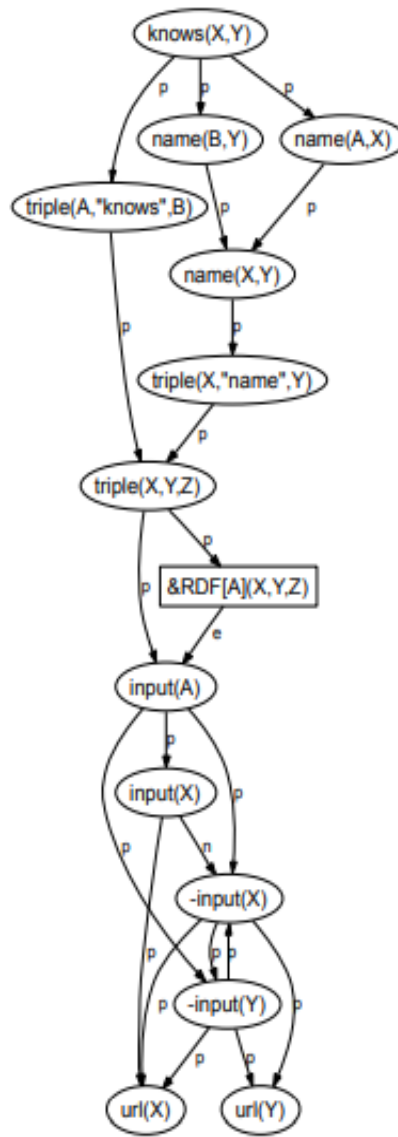 knows(X,Y)
p p p
name(B,Y) name(A,X)
triple(A,"knows",B)
p p
name(X,Y)
p p
triple(X,"name",Y)
p
triple(X,Y,Z)
p
p &RDF[A](X,Y,Z)
e
input(A)
p
input(X) p
p n
-input(X)
p p p p p
-input(Y)
p p
url(X) url(Y)